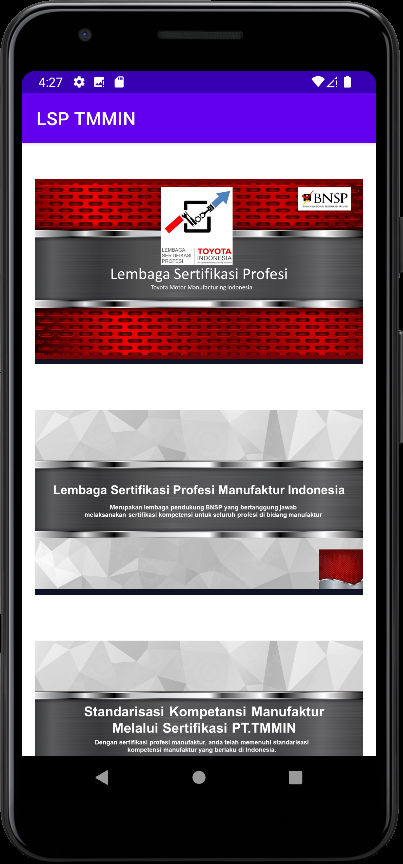 4:27
LSP TMMIN
BNSP
LEMBAGA
SERTIFIKASI
PROFESI
TOYOTA
INDONESIA
Lembaga Sertifikasi Profesi
Toyota Motor Manufacturing Indonesia
Lembaga Sertifikasi Profesi Manufaktur Indonesia
Merupakan lembaga pendukung BNSP yang bertanggung jawab
melaksanakan sertifikasi kompetensi untuk seluruh profesi di bidang manufaktur
Standarisasi Kompetansi Manufaktur
Melalui Sertifikasi PT.TMMIN
Dengan sertifikasi profesi manufaktur, anda telah memenuhi standarisasi
kompetensi manufaktur yang berlaku di Indonesia.